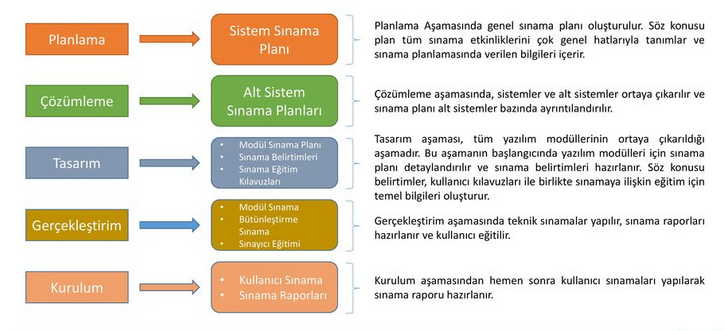 Planlama
Sistem Sınama
Planı
Planlama Aşamasında genel sınama planı oluşturulur. Söz konusu
plan tüm sınama etkinliklerini çok genel hatlarıyla tanımlar ve
sınama planlamasında verilen bilgileri içerir.
Çözümleme
Alt Sistem
Sınama Planları
Çözümleme aşamasında, sistemler ve alt sistemler ortaya çıkarılır ve
sınama planı alt sistemler bazında ayrıntılandırılır.
Tasarım
• Modül Sınama Planı
• Sınama Belirtimleri
• Sınama Eğitim
Kılavuzları
Tasarım aşaması, tüm yazılım modüllerinin ortaya çıkarıldığı
aşamadır. Bu aşamanın başlangıcında yazılım modülleri için sınama
planı detaylandırılır ve sınama belirtimleri hazırlanır. Söz konusu
belirtimler, kullanıcı kılavuzları ile birlikte sınamaya ilişkin eğitim için
temel bilgileri oluşturur.
Gerçekleştirim
• Modül Sınama
• Bütünleştirme
Sınama
• Sınayıcı Eğitimi
Gerçekleştirim aşamasında teknik sınamalar yapılır, sınama raporları
hazırlanır ve kullanıcı eğitilir.
Kurulum
• Kullanıcı Sınama
• Sınama Raporları
Kurulum aşamasından hemen sonra kullanıcı sınamaları yapılarak
sınama raporu hazırlanır.